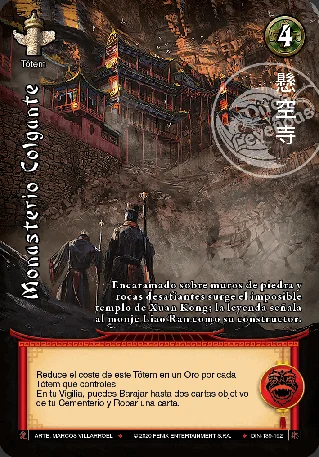 Tótem
4
Monasterio Colgante
懸空寺
Encaramado sobre muros de piedra y
rocas desafiantes surge el imposible
templo de Xuan Kong; la leyenda señala
al monje Liao Ran como su constructor.
Reduce el coste de este Tótem en un Oro por cada
Tótem que controles.
En tu Vigilia, puedes Barajar hasta dos cartas objetivo
de tu Cementerio y Robar una carta.
ARTE: MARCOS VILLARROEL
© 2020 FENIX ENTERTAINMENT S.P.A.